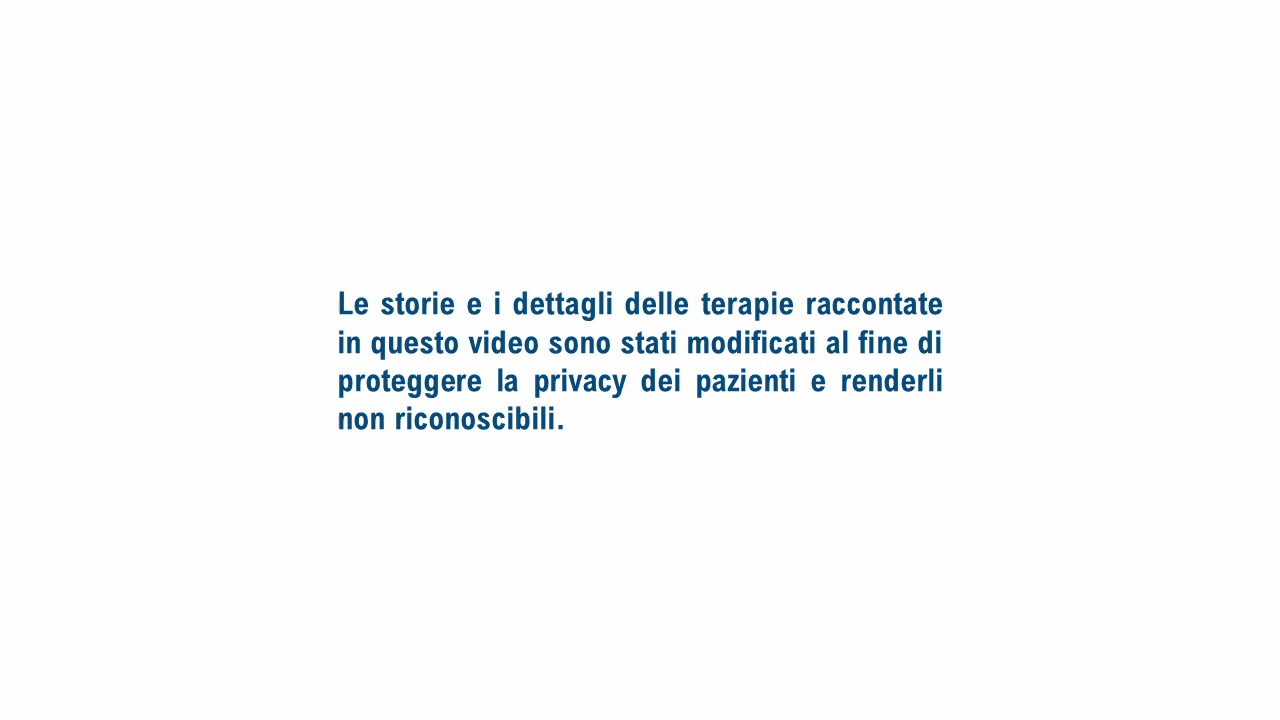 Le storie e i dettagli delle terapie raccontate
in questo video sono stati modificati al fine di
proteggere la privacy dei pazienti e renderli
non riconoscibili.